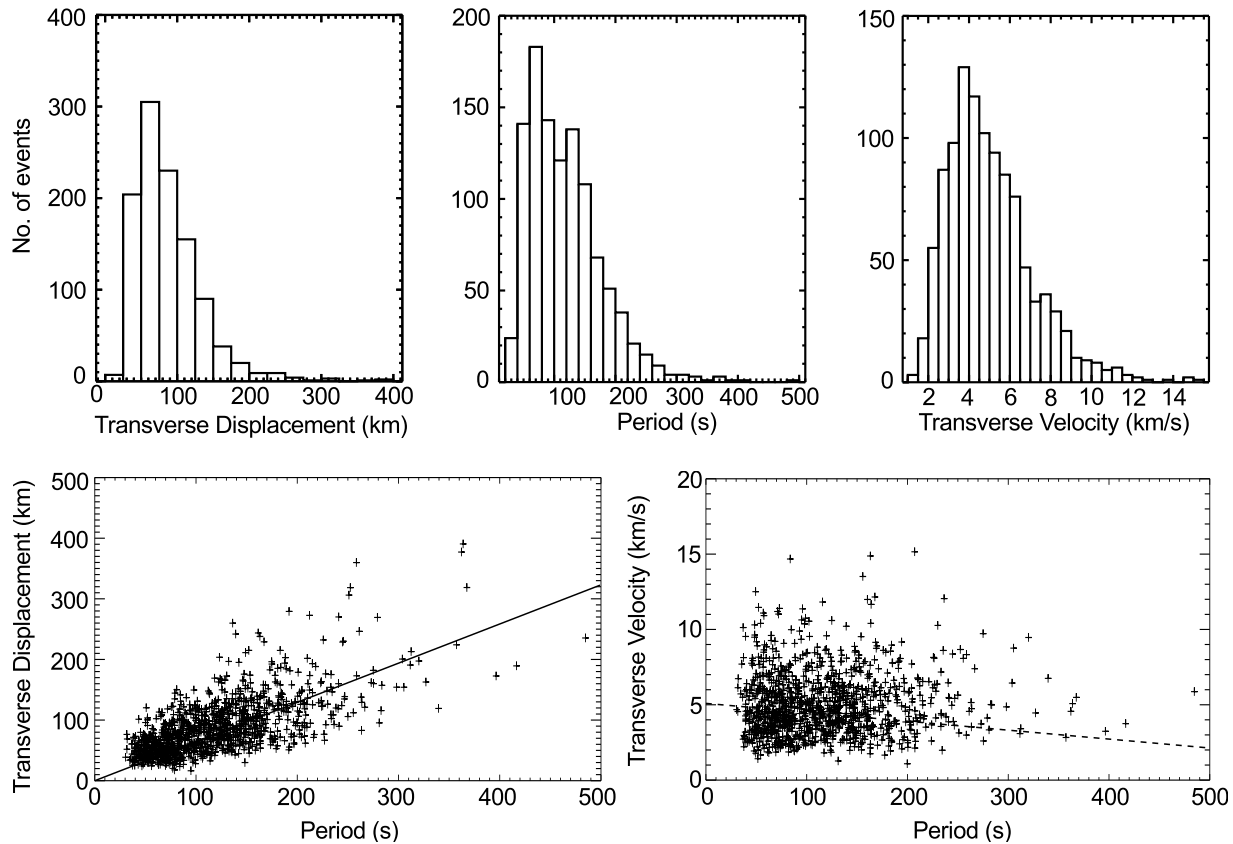 No. of events
400
300
200
100
0
0 100 200 300 400
Transverse Displacement (km)
200
150
100
50
0
100 200 300 400 500
Period (s)
150
100
50
0
2 4 6 8 10 12 14
Transverse Velocity (km/s)
Transverse Displacement (km)
500
400
300
200
100
0
0 100 200 300 400 500
Period (s)
Transverse Velocity (km/s)
20
15
10
5
0
0 100 200 300 400 500
Period (s)